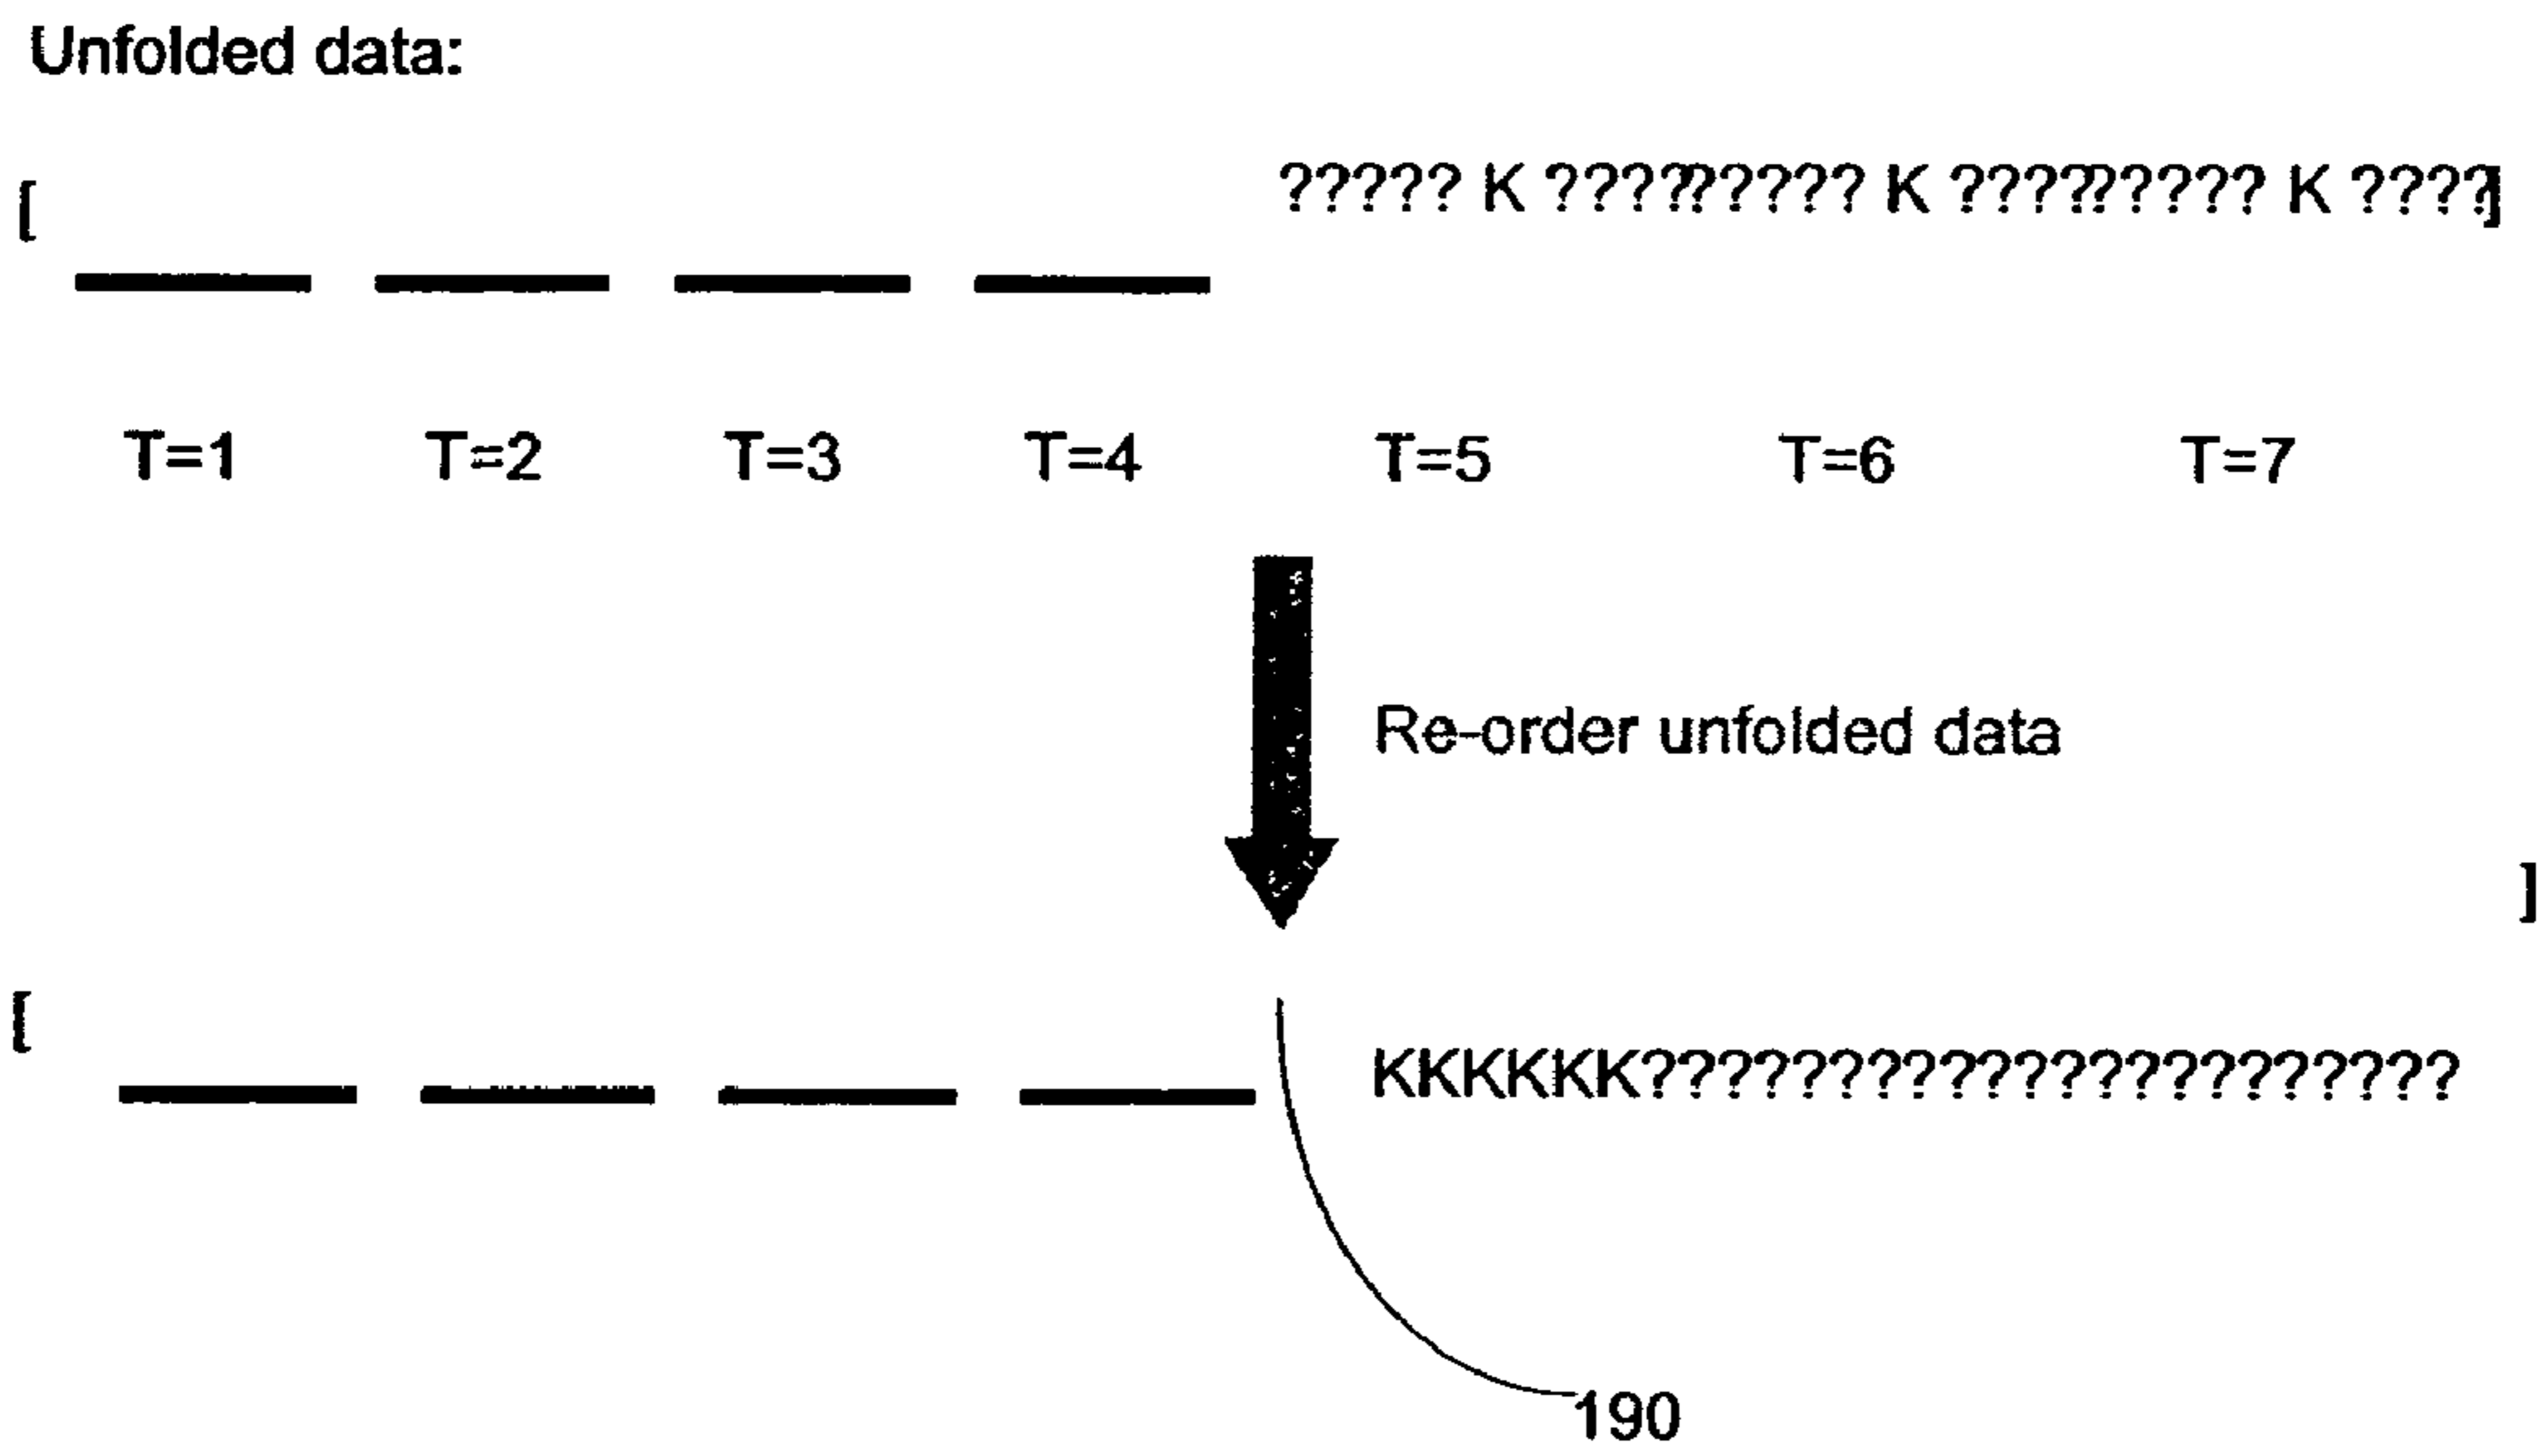 Unfolded data:
[ ????? K ????????? K ????????? K ????]
T=1 T=2 T=3 T=4 T=5 T=6 T=7
Re-order unfolded data
]
[ KKKKKK??????????????????????
190